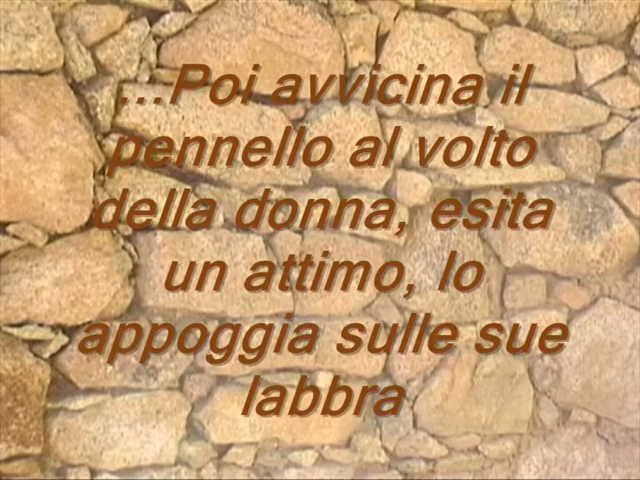 ...Poi avvicina il
pennello al volto
della donna, esita
un attimo, lo
appoggia sulle sue
labbra